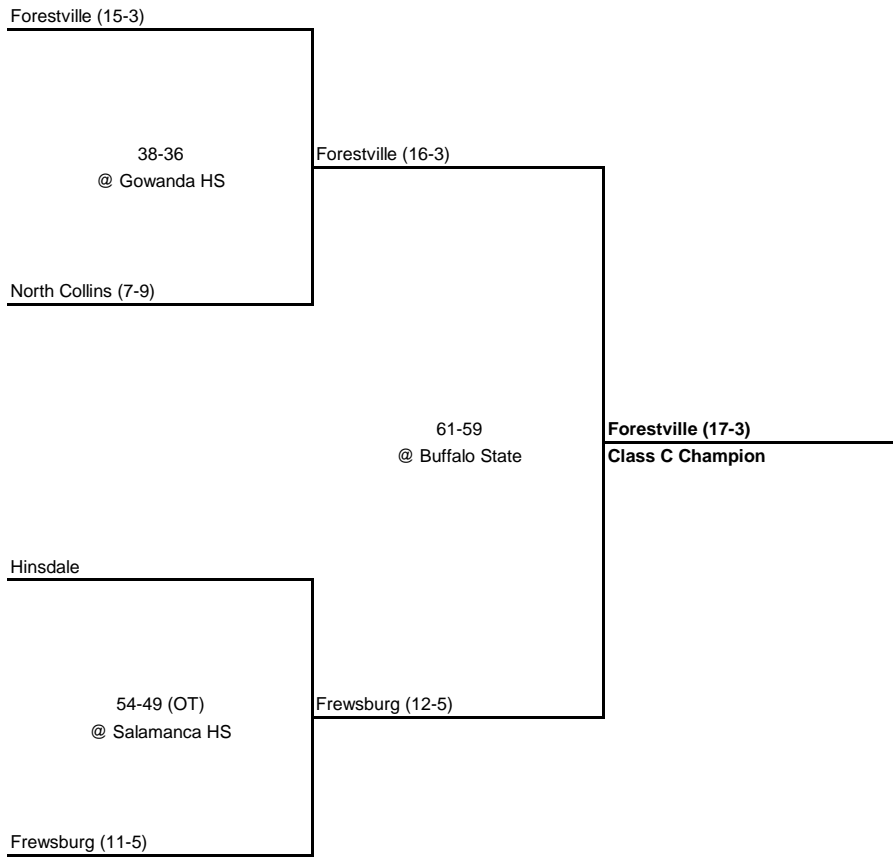 Forestville (15-3)
38-36
@ Gowanda HS
Forestville (16-3)
North Collins (7-9)
61-59
@ Buffalo State
Forestville (17-3)
Class C Champion
Hinsdale
54-49 (OT)
@ Salamanca HS
Frewsburg (12-5)
Frewsburg (11-5)